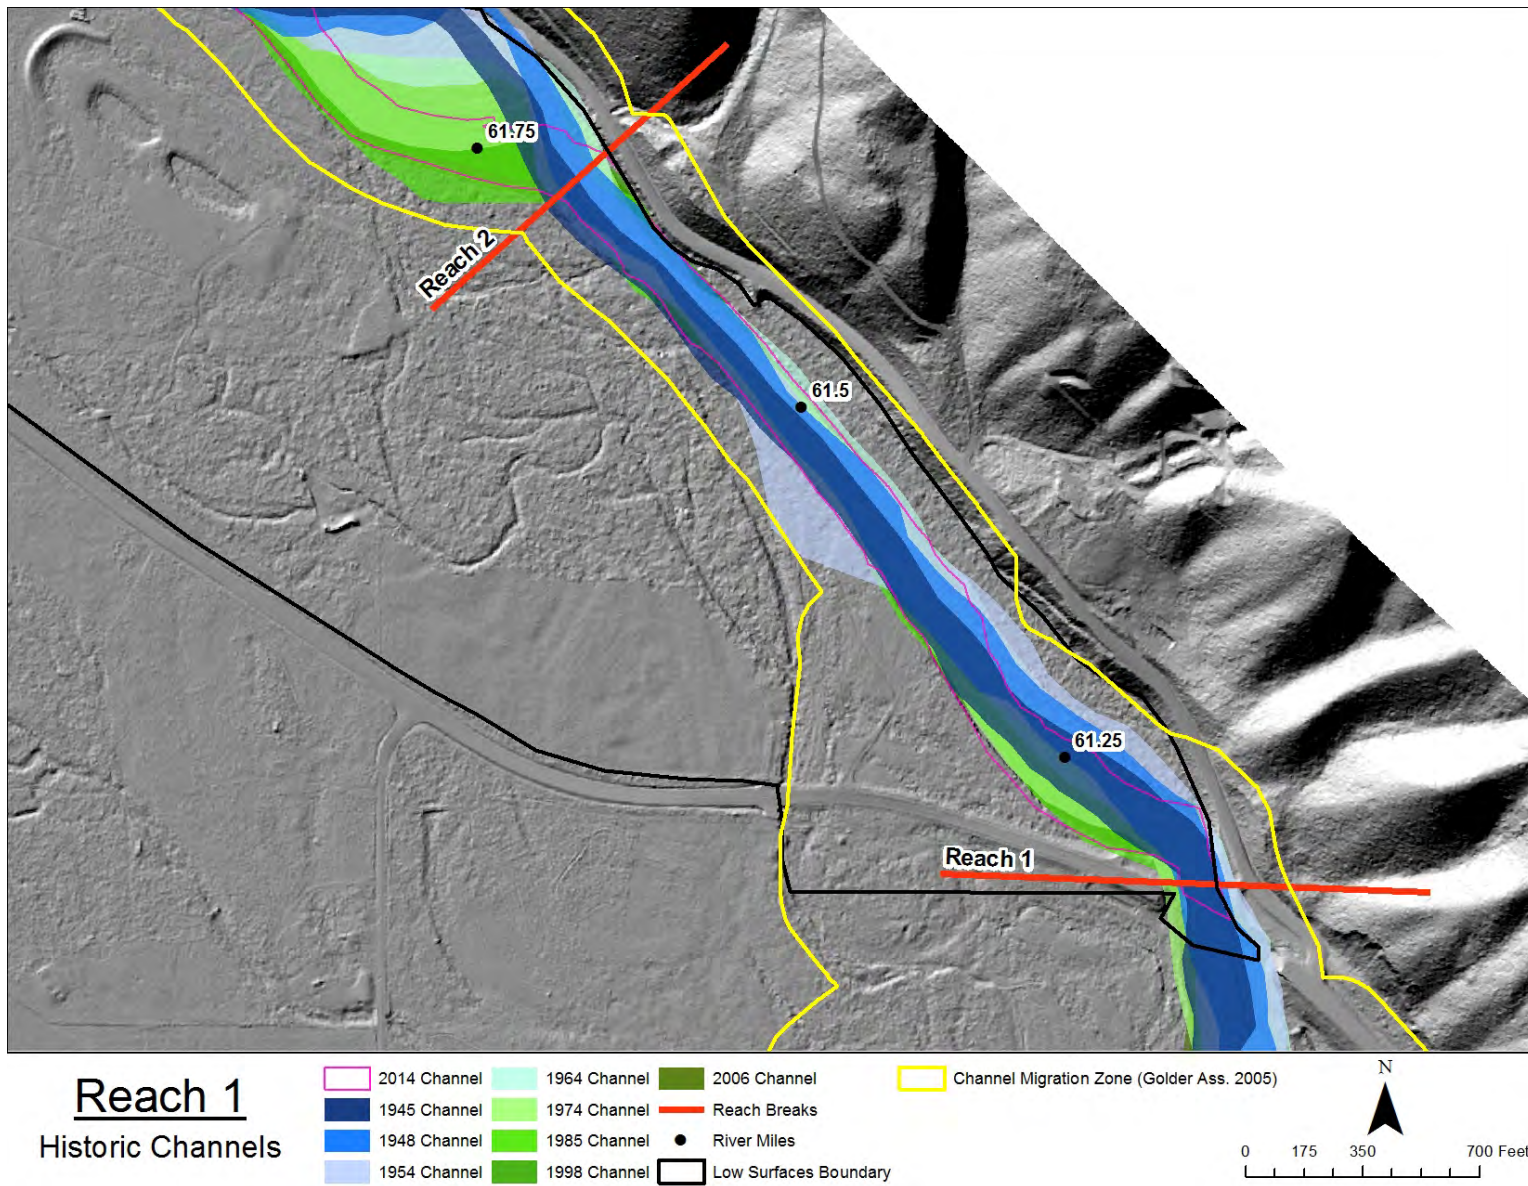 61.75
Reach 2
61.5
61.25
Reach 1
Reach 1
Historic Channels
2014 Channel
1945 Channel
1948 Channel
1954 Channel
1964 Channel
1974 Channel
1985 Channel
1998 Channel
2006 Channel
Reach Breaks
River Miles
Low Surfaces Boundary
Channel Migration Zone (Golder Ass. 2005)
N
0 175 350 700 Feet